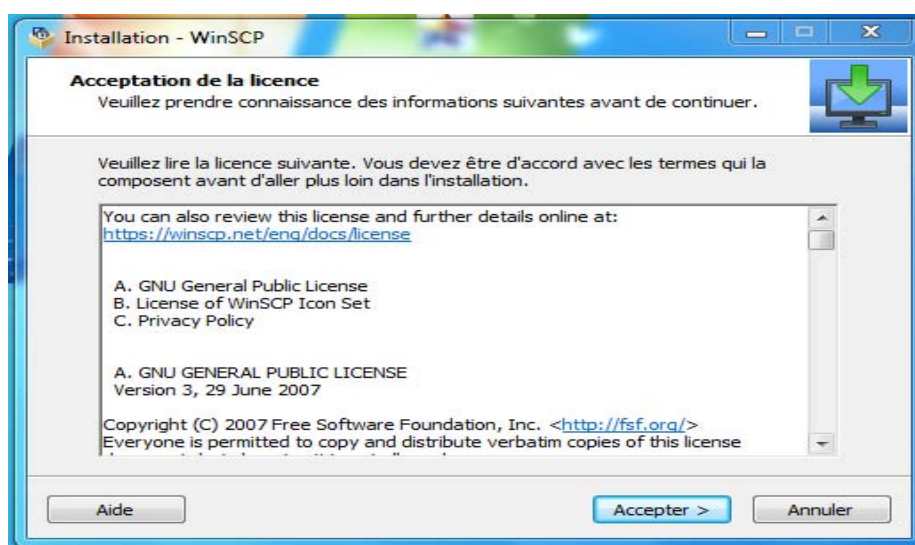 Installation - WinSCP
Acceptation de la licence
Veuillez prendre connaissance des informations suivantes avant de continuer.
Veuillez lire la licence suivante. Vous devez être d'accord avec les termes qui la
composent avant d'aller plus loin dans l'installation.
You can also review this license and further details online at:
https://winscp.net/eng/docs/license
A. GNU General Public License
B. License of WinSCP Icon Set
C. Privacy Policy
A. GNU GENERAL PUBLIC LICENSE
Version 3, 29 June 2007
Copyright (C) 2007 Free Software Foundation, Inc. <http://fsf.org/>
Everyone is permitted to copy and distribute verbatim copies of this license
Aide
Accepter >
Annuler